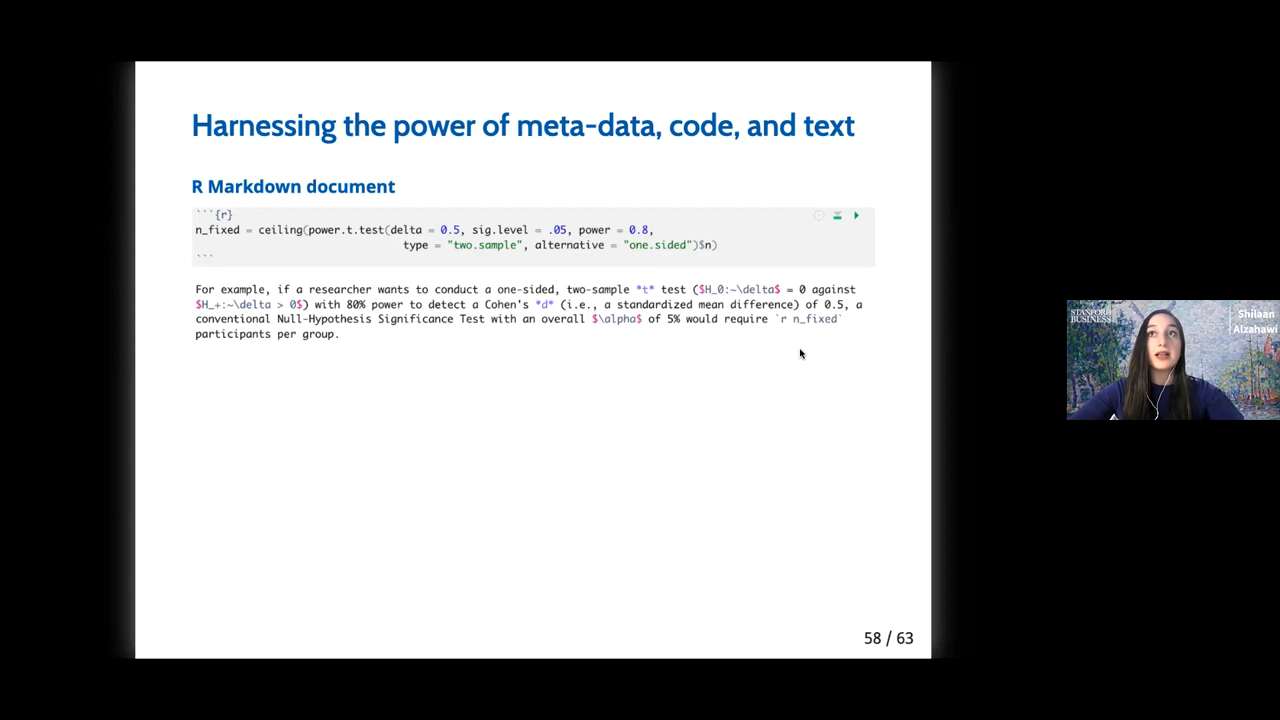 Harnessing the power of meta-data, code, and text
R Markdown document
```{r}
n_fixed = ceiling(power.t.test(delta = 0.5, sig.level = .05, power = 0.8,
type = "two.sample", alternative = "one.sided")$n)
```
For example, if a researcher wants to conduct a one-sided, two-sample *t* test ($H_0:~\delta$ = 0 against
$H_+:~\delta > 0$) with 80% power to detect a Cohen's *d* (i.e., a standardized mean difference) of 0.5, a
conventional Null-Hypothesis Significance Test with an overall $\alpha$ of 5% would require `r n_fixed`
participants per group.
58 / 63
STANFORD
BUSINESS
Shilaan
Alzahawi